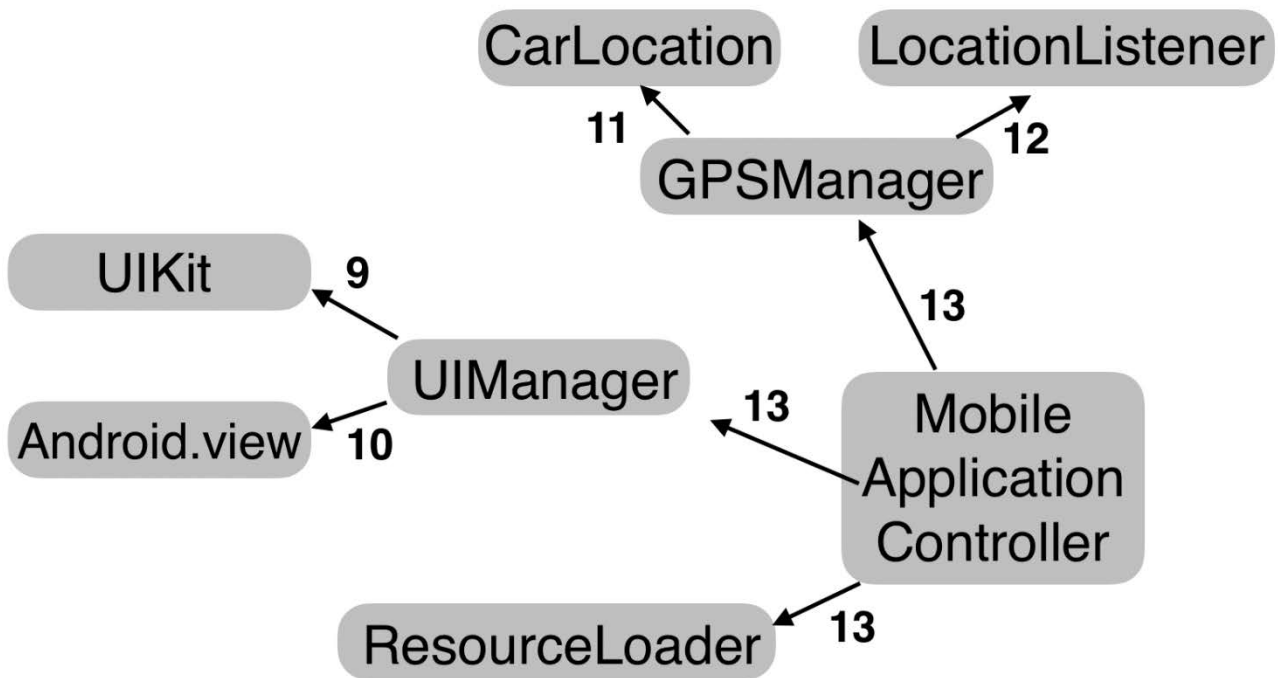 CarLocation
LocationListener
11
12
GPSManager
UIKit
9
13
UIManager
13
Mobile
Application
Controller
Android.view
10
ResourceLoader
13